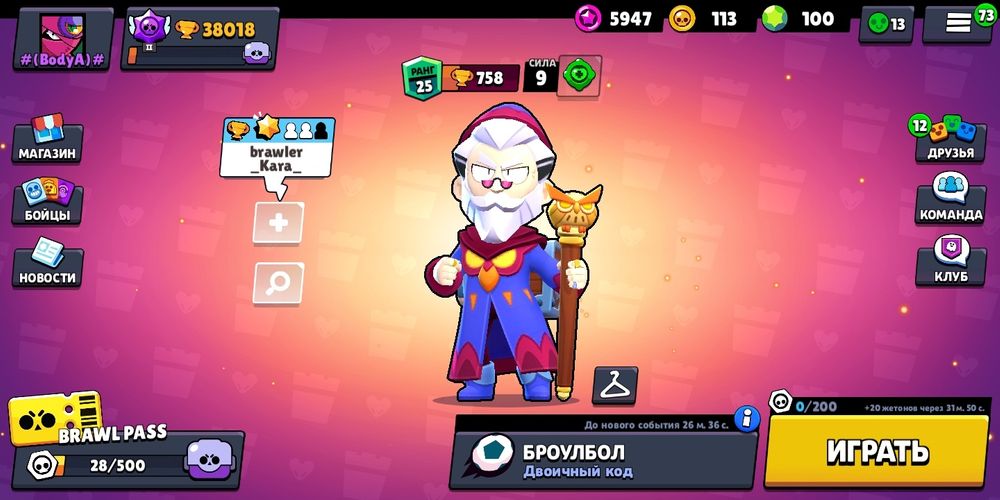 #(BodyA)#
38018
II
5947
113
100
13
73
РАНГ
25
758
СИЛА
9
МАГАЗИН
БОЙЦЫ
НОВОСТИ
brawler
_Kara_
12
ДРУЗЬЯ
КОМАНДА
КЛУБ
BRAWL PASS
28/500
До нового события 26 м. 36 с.
i
БРОУЛБОЛ
Двоичный код
0/200
+20 жетонов через 31 м. 50 с.
ИГРАТЬ